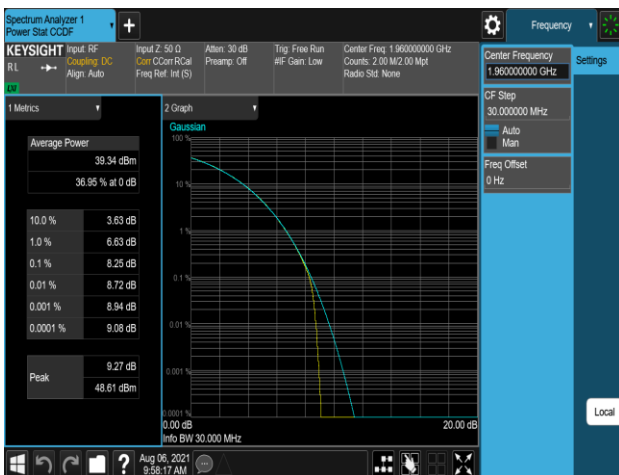 Spectrum Analyzer 1
Power Stat CCDF
Frequency
KEYSIGHT
RL
Input: RF
Coupling: DC
Align: Auto
Input Z: 50 Ω
Corr CCorr RCal
Freq Ref: Int (S)
Atten: 30 dB
Preamp: Off
Trig: Free Run
#IF Gain: Low
Center Freq: 1.960000000 GHz
Counts: 2.00 M/2.00 Mpt
Radio Std: None
Center Frequency
1.960000000 GHz
Settings
CF Step
30.000000 MHz
Auto
Man
Freq Offset
0 Hz
1 Metrics
Average Power
39.34 dBm
36.95 % at 0 dB
10.0 % 3.63 dB
1.0 % 6.63 dB
0.1 % 8.25 dB
0.01 % 8.72 dB
0.001 % 8.94 dB
0.0001 % 9.08 dB
Peak
9.27 dB
48.61 dBm
2 Graph
Gaussian
100 %
10 %
1 %
0.1 %
0.01 %
0.001 %
0.0001 %
0.00 dB 20.00 dB
Info BW 30.000 MHz
Local
Aug 06, 2021
9:58:17 AM